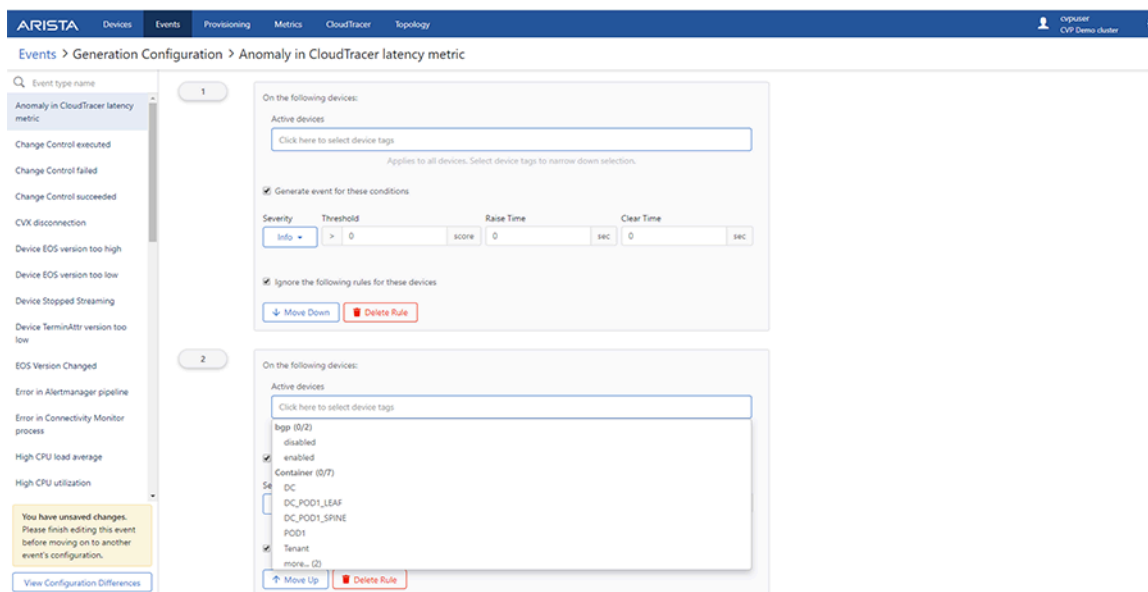 ARISTA Devices Events Provisioning Metrics CloudTracer Topology cvpuser
CVP Demo cluster
Events > Generation Configuration > Anomaly in CloudTracer latency metric
Event type name
Anomaly in CloudTracer latency
metric
Change Control executed
Change Control failed
Change Control succeeded
CVX disconnection
Device EOS version too high
Device EOS version too low
Device Stopped Streaming
Device TerminAttr version too
low
EOS Version Changed
Error in Alertmanager pipeline
Error in Connectivity Monitor
process
High CPU load average
High CPU utilization
You have unsaved changes.
Please finish editing this event
before moving on to another
event's configuration.
View Configuration Differences
1
On the following devices:
Active devices
Click here to select device tags
Applies to all devices. Select device tags to narrow down selection.
Generate event for these conditions
Severity Threshold Raise Time Clear Time
Info > 0 score 0 sec 0 sec
Ignore the following rules for these devices
Move Down Delete Rule
2
On the following devices:
Active devices
Click here to select device tags
bgp (0/2)
disabled
enabled
Container (0/7)
Se
DC
DC_POD1_LEAF
DC_POD1_SPINE
POD1
Tenant
more... (2)
Move Up Delete Rule